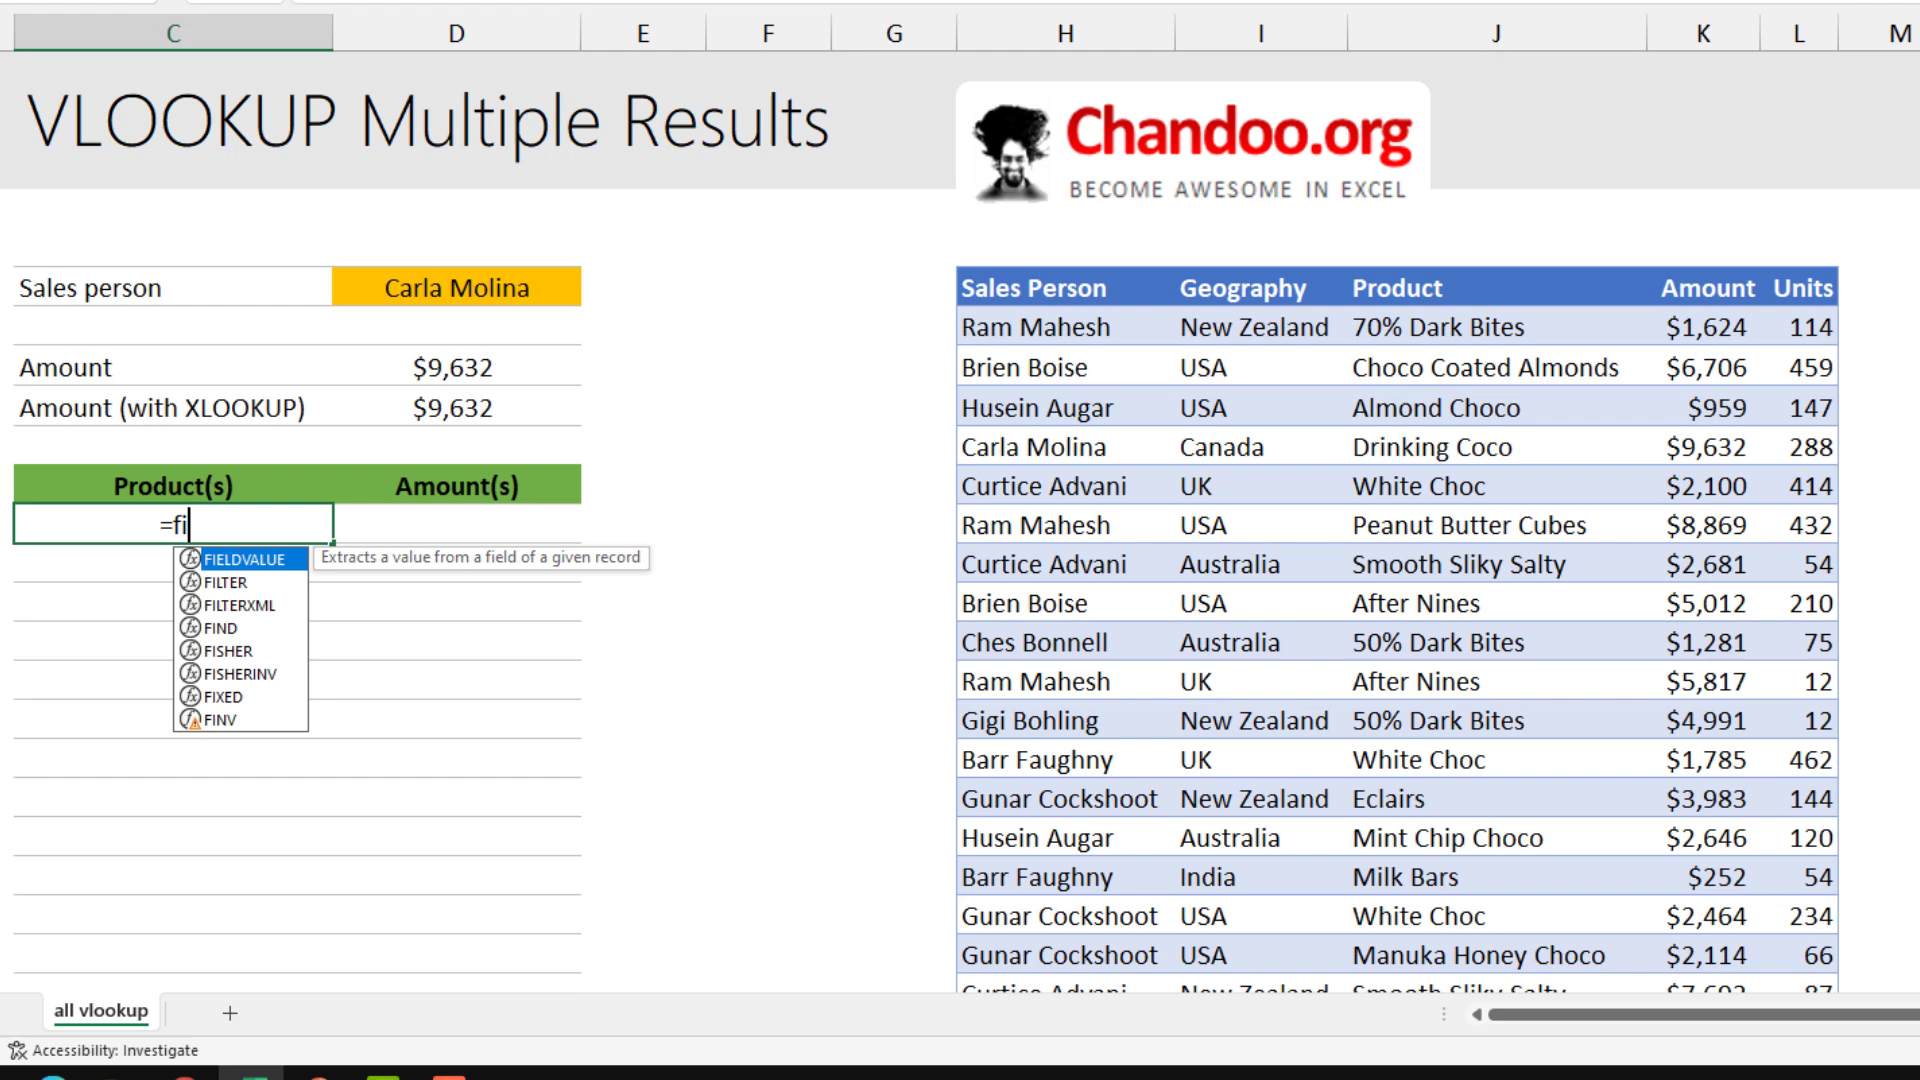 C D E F G H I J K L M
VLOOKUP Multiple Results
Chandoo.org
BECOME AWESOME IN EXCEL
Sales person Carla Molina
Amount $9,632
Amount (with XLOOKUP) $9,632
Product(s) Amount(s)
=fi
FIELDVALUE Extracts a value from a field of a given record
FILTER
FILTERXML
FIND
FISHER
FISHERINV
FIXED
FINV
Sales Person Geography Product Amount Units
Ram Mahesh New Zealand 70% Dark Bites $1,624 114
Brien Boise USA Choco Coated Almonds $6,706 459
Husein Augar USA Almond Choco $959 147
Carla Molina Canada Drinking Coco $9,632 288
Curtice Advani UK White Choc $2,100 414
Ram Mahesh USA Peanut Butter Cubes $8,869 432
Curtice Advani Australia Smooth Sliky Salty $2,681 54
Brien Boise USA After Nines $5,012 210
Ches Bonnell Australia 50% Dark Bites $1,281 75
Ram Mahesh UK After Nines $5,817 12
Gigi Bohling New Zealand 50% Dark Bites $4,991 12
Barr Faughny UK White Choc $1,785 462
Gunar Cockshoot New Zealand Eclairs $3,983 144
Husein Augar Australia Mint Chip Choco $2,646 120
Barr Faughny India Milk Bars $252 54
Gunar Cockshoot USA White Choc $2,464 234
Gunar Cockshoot USA Manuka Honey Choco $2,114 66
Curtice Advani New Zealand Smooth Sliky Salty
all vlookup
Accessibility: Investigate